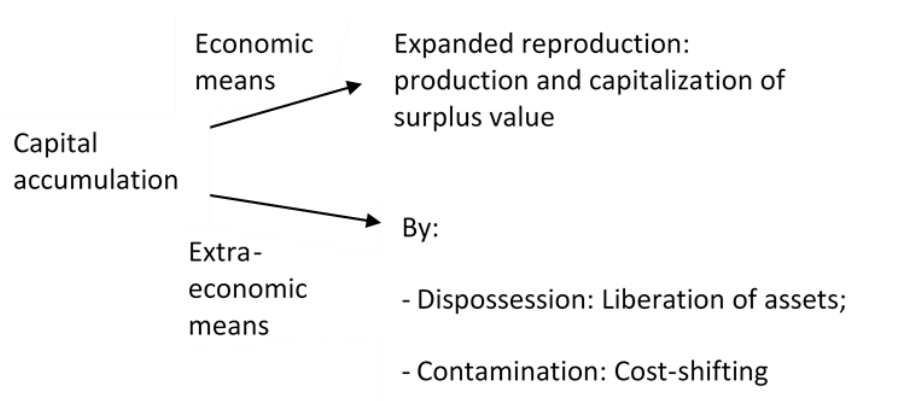 Economic
means
Expanded reproduction:
production and capitalization of
surplus value
Capital
accumulation
Extra-
economic
means
By:
- Dispossession: Liberation of assets;
- Contamination: Cost-shifting